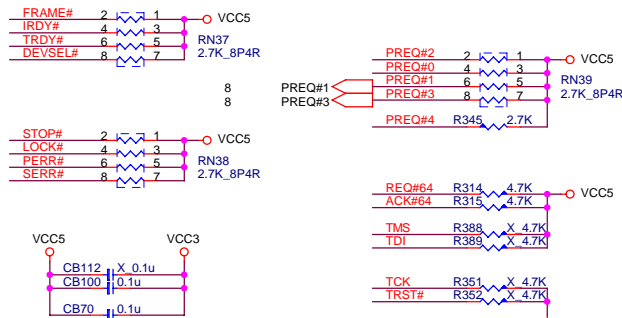 FRAME# 2 1 VCC5
IRDY# 4 3
TRDY# 6 5 RN37
DEVSEL# 8 7 2.7K_8P4R
PREQ#2 2 1 VCC5
PREQ#0 4 3
8 PREQ#1 PREQ#1 6 5 RN39
8 PREQ#3 PREQ#3 8 7 2.7K_8P4R
PREQ#4 R345 2.7K
STOP# 2 1 VCC5
LOCK# 4 3
PERR# 6 5 RN38
SERR# 8 7 2.7K_8P4R
REQ#64 R314 4.7K VCC5
ACK#64 R315 4.7K
TMS R388 X_4.7K
TDI R389 X_4.7K
TCK R351 X_4.7K
TRST# R352 X_4.7K
VCC5 VCC3
CB112 X_0.1u
CB100 0.1u
CB70 0.1u